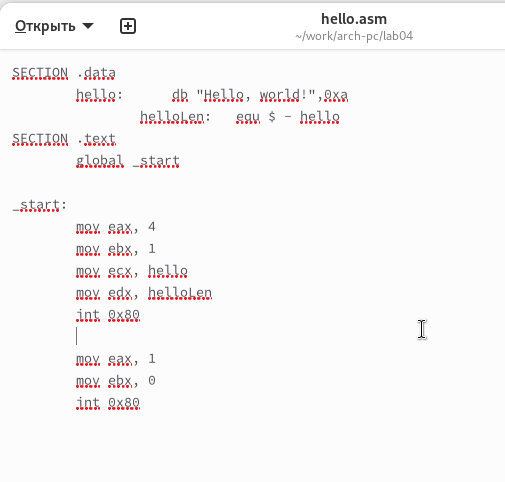 Открыть
hello.asm
~/work/arch-pc/lab04
SECTION .data
hello: db "Hello, world!",0xa
helloLen: equ $ - hello
SECTION .text
global _start
_start:
mov eax, 4
mov ebx, 1
mov ecx, hello
mov edx, helloLen
int 0x80
mov eax, 1
mov ebx, 0
int 0x80